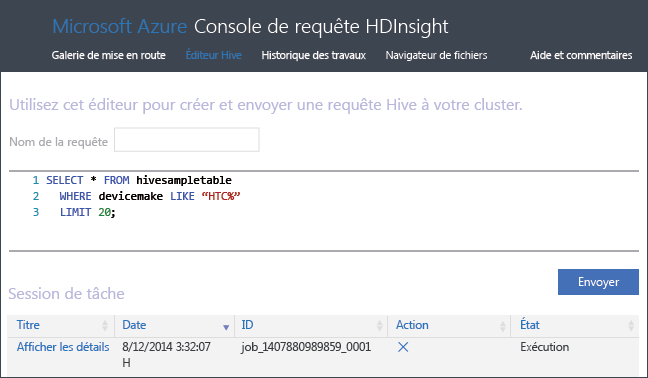 Microsoft Azure Console de requête HDInsight
Galerie de mise en route Éditeur Hive Historique des travaux Navigateur de fichiers Aide et commentaires
Utilisez cet éditeur pour créer et envoyer une requête Hive à votre cluster.
Nom de la requête
1 SELECT * FROM hivesampletable
2 WHERE devicemake LIKE “HTC%”
3 LIMIT 20;
Envoyer
Session de tâche
Titre Date ID Action État
Afficher les détails 8/12/2014 3:32:07 job_1407880989859_0001 Exécution
H